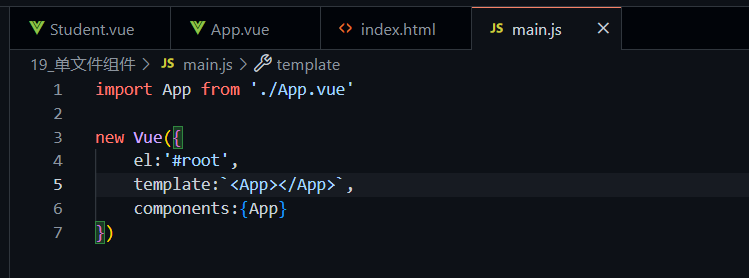 Student.vue App.vue index.html JS main.js
19_单文件组件 > JS main.js > template
1 import App from './App.vue'
2
3 new Vue({
4 el:'#root',
5 template:`<App></App>`,
6 components:{App}
7 })